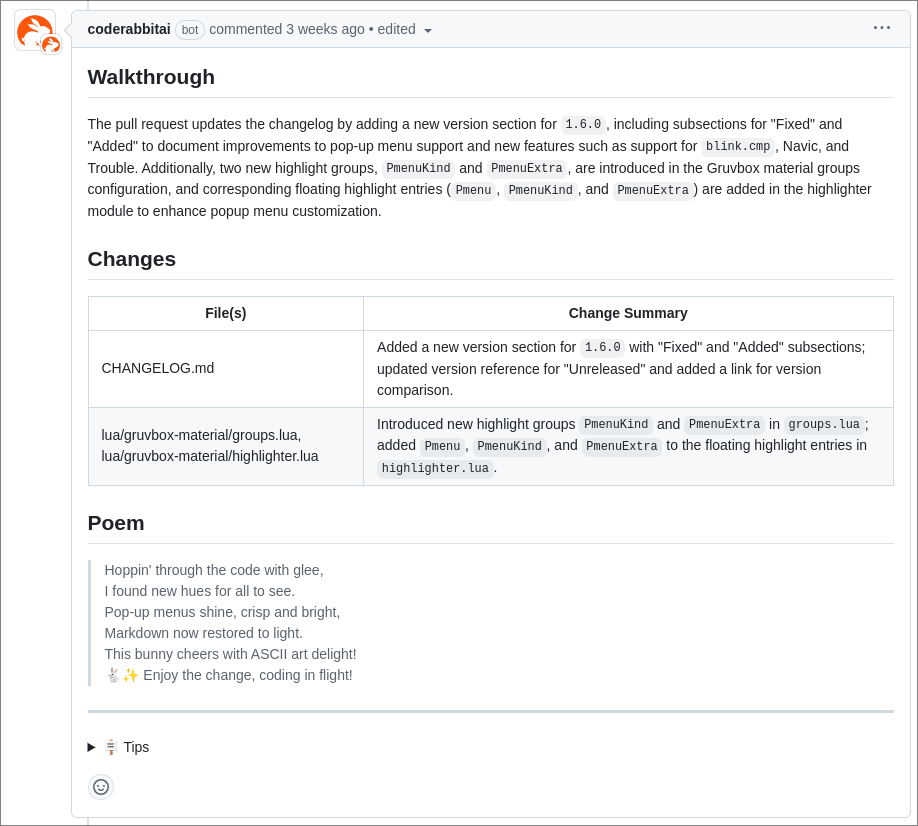 coderabbitai bot commented 3 weeks ago • edited
Walkthrough
The pull request updates the changelog by adding a new version section for 1.6.0, including subsections for "Fixed" and
"Added" to document improvements to pop-up menu support and new features such as support for blink.cmp, Navic, and
Trouble. Additionally, two new highlight groups, PmenuKind and PmenuExtra, are introduced in the Gruvbox material groups
configuration, and corresponding floating highlight entries (Pmenu, PmenuKind, and PmenuExtra) are added in the highlighter
module to enhance popup menu customization.
Changes
File(s) Change Summary
CHANGELOG.md
Added a new version section for 1.6.0 with "Fixed" and "Added" subsections;
updated version reference for "Unreleased" and added a link for version
comparison.
lua/gruvbox-material/groups.lua,
lua/gruvbox-material/highlighter.lua
Introduced new highlight groups PmenuKind and PmenuExtra in groups.lua;
added Pmenu, PmenuKind, and PmenuExtra to the floating highlight entries in
highlighter.lua.
Poem
Hoppin' through the code with glee,
I found new hues for all to see.
Pop-up menus shine, crisp and bright,
Markdown now restored to light.
This bunny cheers with ASCII art delight!
🐇✨ Enjoy the change, coding in flight!
🪧 Tips